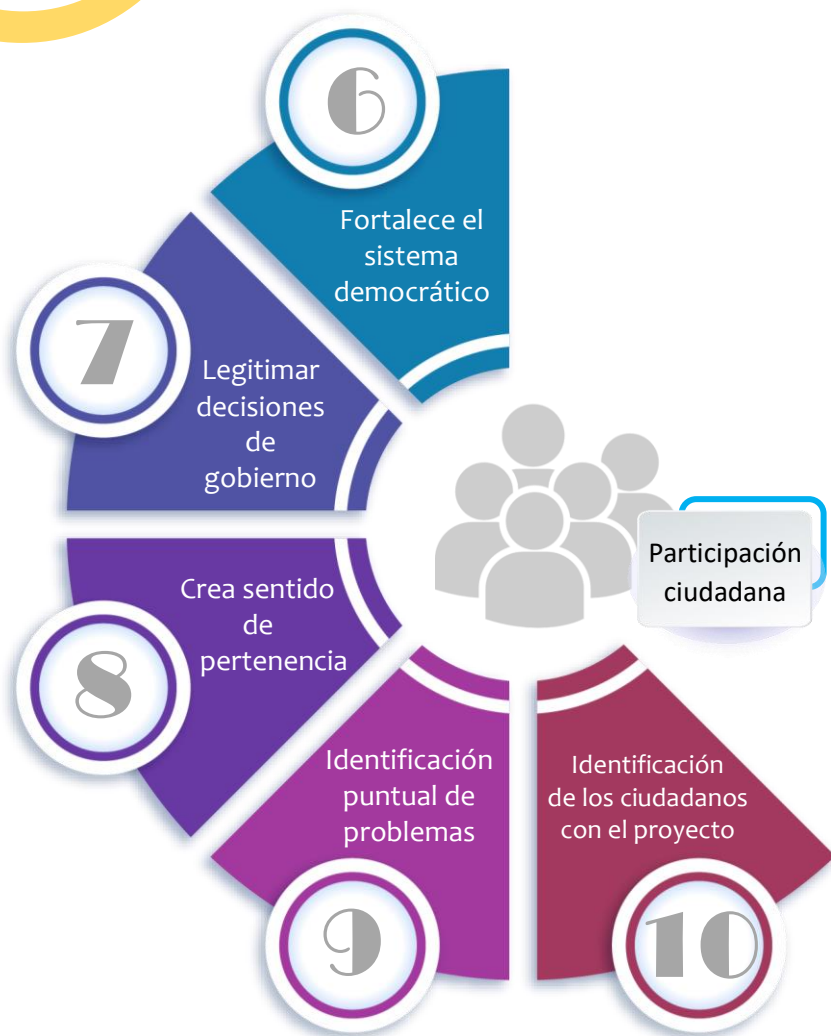 6
Fortalece el
sistema
democrático
7
Legitimar
decisiones
de
gobierno
Participación
ciudadana
8
Crea sentido
de
pertenencia
9
Identificación
puntual de
problemas
10
Identificación
de los ciudadanos
con el proyecto